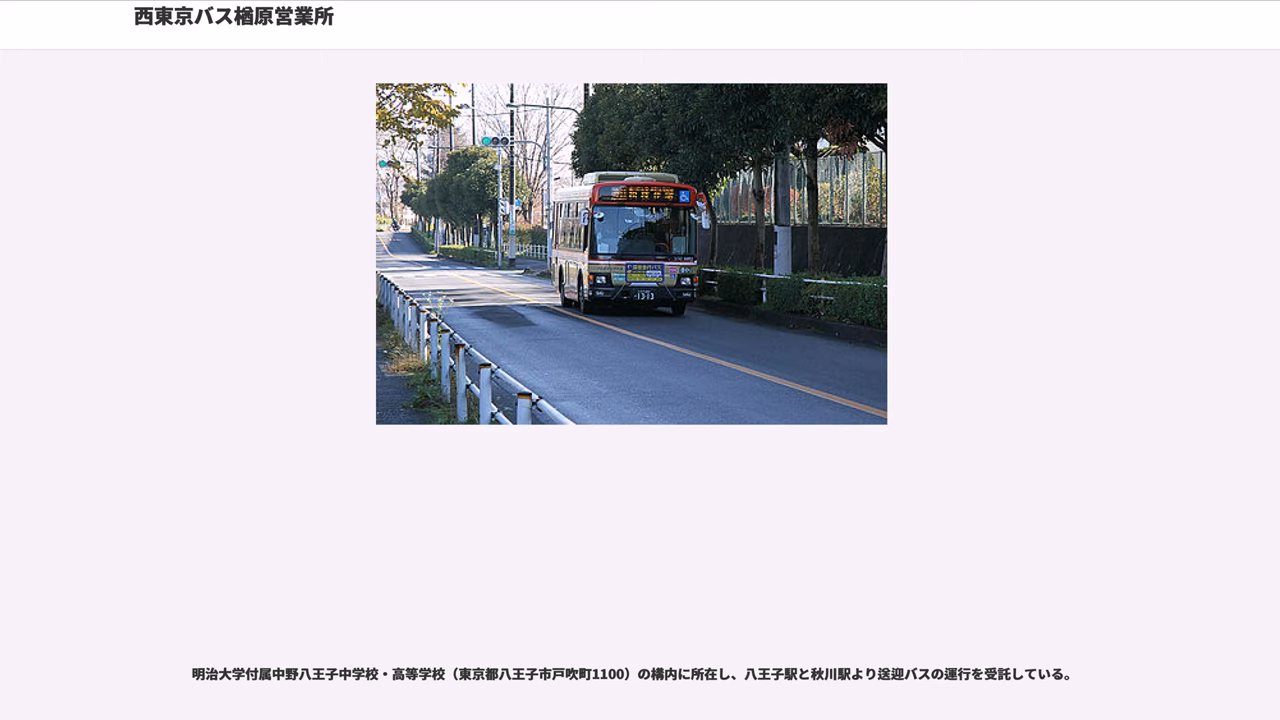 西東京バス楢原営業所
1313
明治大学付属中野八王子中学校・高等学校（東京都八王子市戸吹町1100）の構内に所在し、八王子駅と秋川駅より送迎バスの運行を受託している。